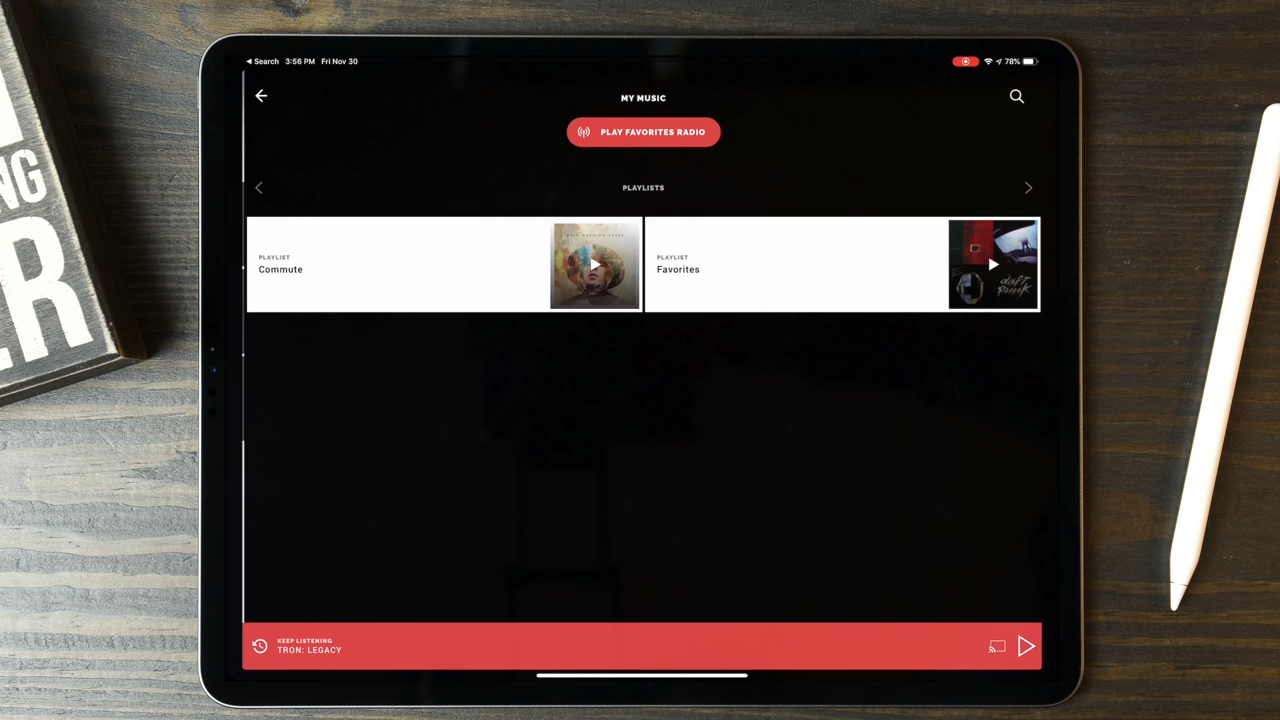 Search 3:56 PM Fri Nov 30
78%
MY MUSIC
PLAY FAVORITES RADIO
PLAYLISTS
PLAYLIST
Commute
PLAYLIST
Favorites
daft
punk
KEEP LISTENING
TRON: LEGACY
NG
ER